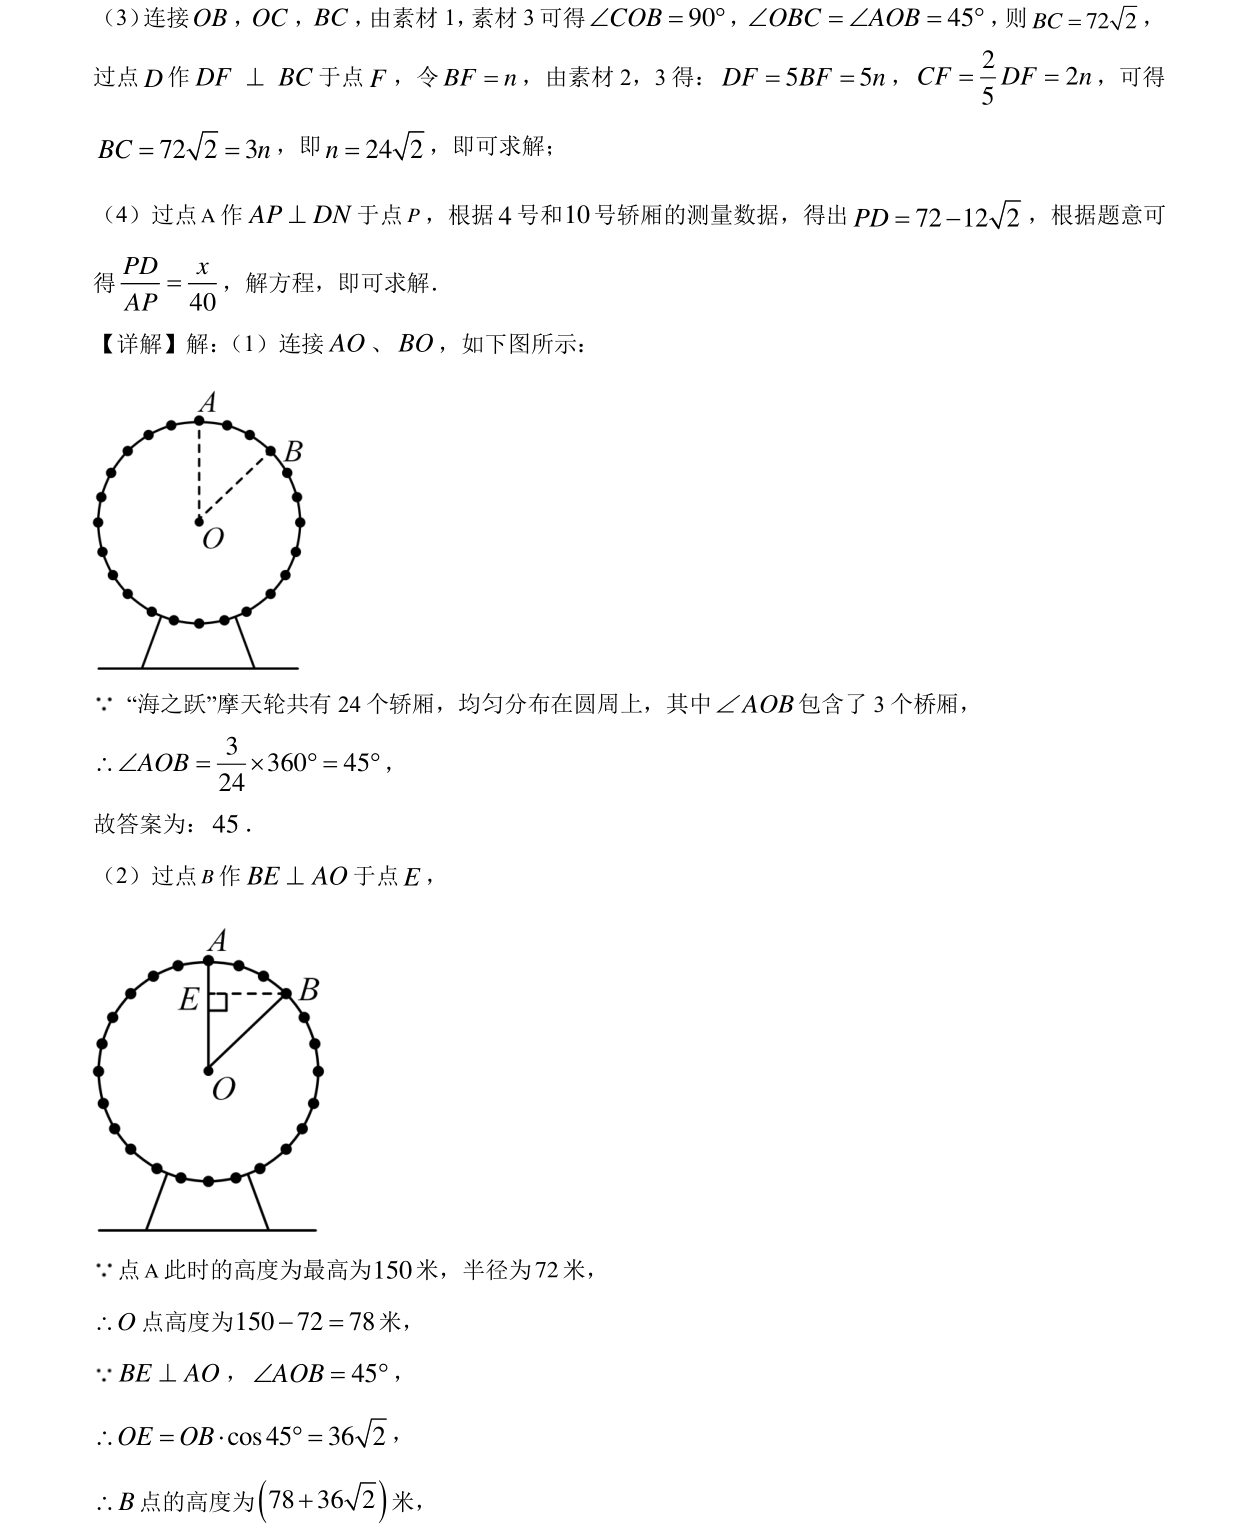 （3）连接OB，OC，BC，由素材 1，素材 3 可得∠COB＝90°，∠OBC＝∠AOB＝45°，则BC＝72√2，
过点D作DF ⊥ BC于点F，令BF＝n，由素材 2，3 得：DF＝5BF＝5n，CF＝2/5DF＝2n，可得
BC＝72√2＝3n，即n＝24√2，即可求解；
（4）过点A作AP⊥DN于点P，根据4号和10号轿厢的测量数据，得出PD＝72−12√2，根据题意可
得PD/AP＝x/40，解方程，即可求解．
【详解】解：（1）连接AO、BO，如下图所示：
A
B
O
∵ “海之跃”摩天轮共有 24 个轿厢，均匀分布在圆周上，其中∠AOB包含了 3 个桥厢，
∴∠AOB＝3/24×360°＝45°，
故答案为：45．
（2）过点B作BE⊥AO于点E，
A
E
B
O
∵点A此时的高度为最高为150米，半径为72米，
∴O点高度为150−72＝78米，
∵BE⊥AO，∠AOB＝45°，
∴OE＝OB·cos45°＝36√2，
∴B点的高度为(78+36√2)米，